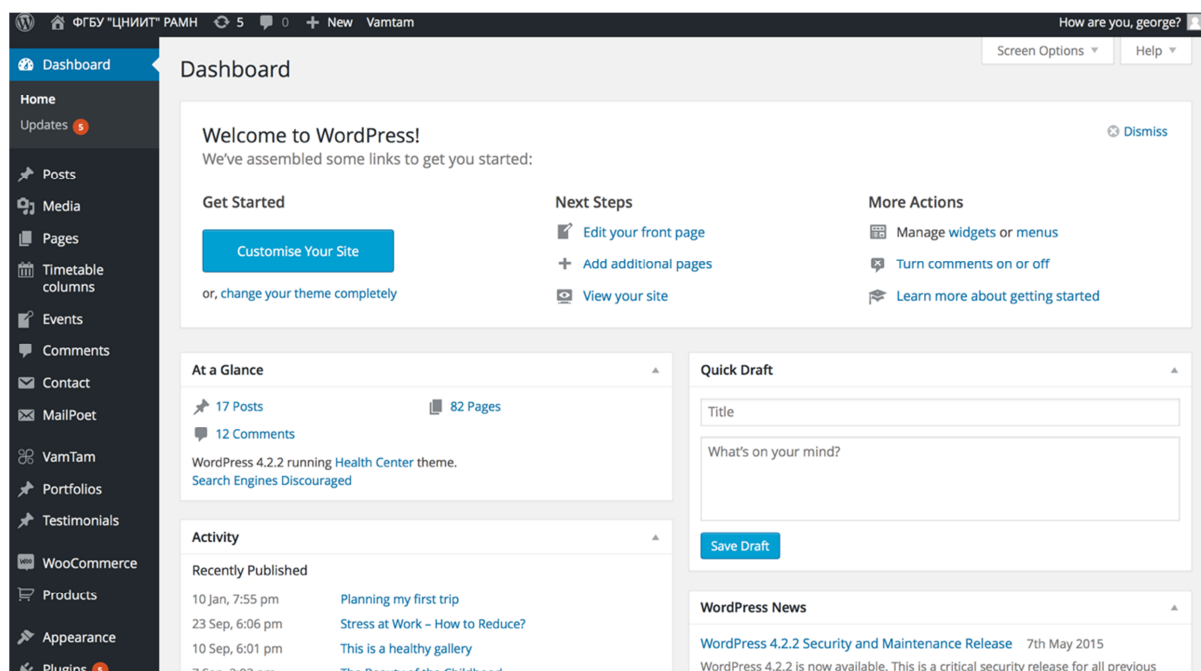 ФГБУ "ЦНИИТ" РАМН 5 0 New Vamtam How are you, george?
Screen Options Help
Dashboard
Home
Updates 5
Posts
Media
Pages
Timetable
columns
Events
Comments
Contact
MailPoet
VamTam
Portfolios
Testimonials
WooCommerce
Products
Appearance
Plugins 5
Dashboard
Welcome to WordPress!
Dismiss
We've assembled some links to get you started:
Get Started
Customise Your Site
or, change your theme completely
Next Steps
Edit your front page
Add additional pages
View your site
More Actions
Manage widgets or menus
Turn comments on or off
Learn more about getting started
At a Glance
17 Posts 82 Pages
12 Comments
WordPress 4.2.2 running Health Center theme.
Search Engines Discouraged
Activity
Recently Published
10 Jan, 7:55 pm Planning my first trip
23 Sep, 6:06 pm Stress at Work – How to Reduce?
10 Sep, 6:01 pm This is a healthy gallery
The Beauty of the Childhood
Quick Draft
Title
What's on your mind?
Save Draft
WordPress News
WordPress 4.2.2 Security and Maintenance Release 7th May 2015
WordPress 4.2.2 is now available. This is a critical security release for all previous